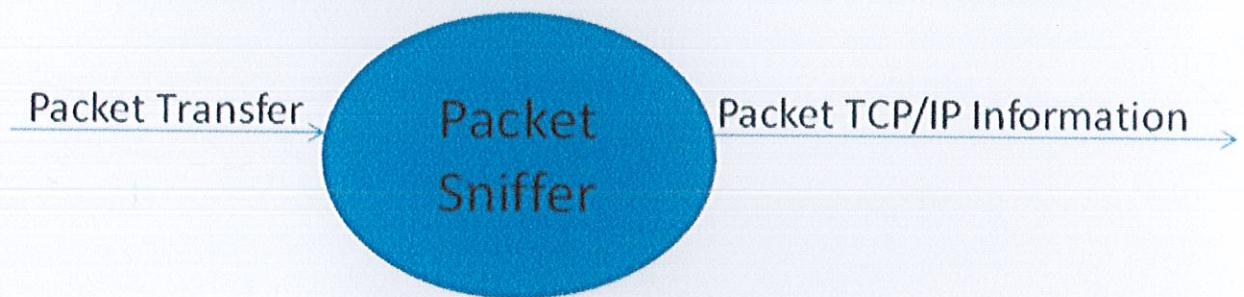 Packet Transfer
Packet
Sniffer
Packet TCP/IP Information